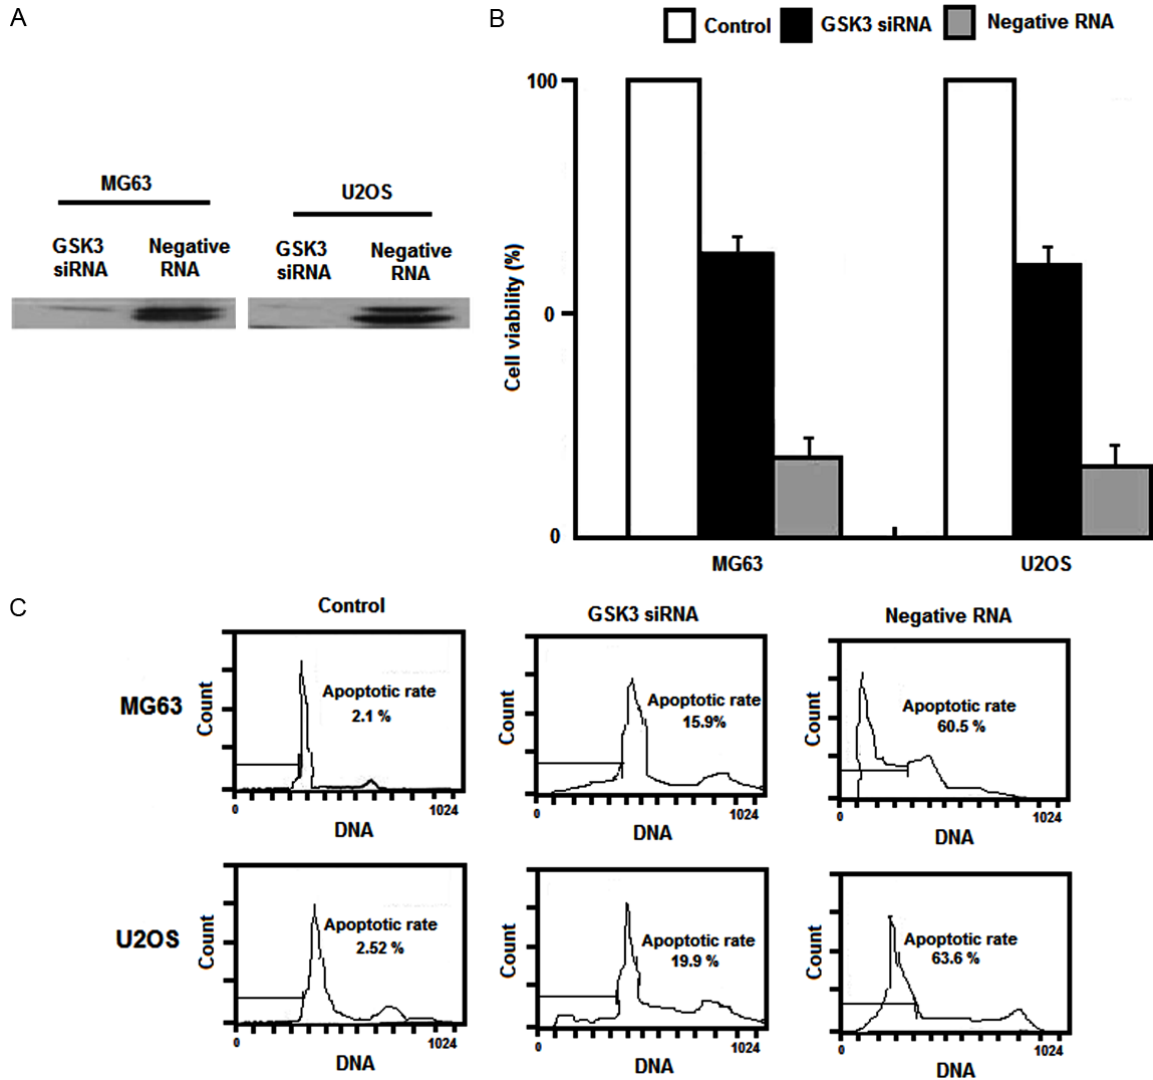 A
MG63
U2OS
GSK3
siRNA
Negative
RNA
GSK3
siRNA
Negative
RNA
B
Control
GSK3 siRNA
Negative RNA
100
0
0
Cell viability (%)
MG63
U2OS
C
Control
GSK3 siRNA
Negative RNA
MG63
Count
Apoptotic rate
2.1 %
0
1024
DNA
Count
Apoptotic rate
15.9%
0
1024
DNA
Count
Apoptotic rate
60.5 %
0
1024
DNA
U2OS
Count
Apoptotic rate
2.52 %
0
1024
DNA
Count
Apoptotic rate
19.9 %
0
1024
DNA
Count
Apoptotic rate
63.6 %
0
1024
DNA